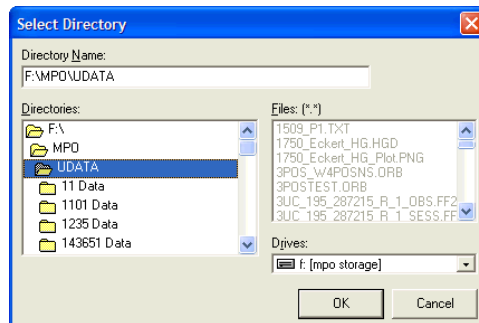 Select Directory
Directory Name:
F:\MPO\UDATA
Directories:
F:\
MPO
UDATA
11 Data
1101 Data
1235 Data
143651 Data
Files: (*.*)
1509_P1.TXT
1750_Eckert_HG.HGD
1750_Eckert_HG_Plot.PNG
3POS_W4POSNS.ORB
3POSTEST.ORB
3UC_195_287215_R_1_OBS.FF2
3UC_195_287215_R_1_SESS.FF
Drives:
f: [mpo storage]
OK
Cancel